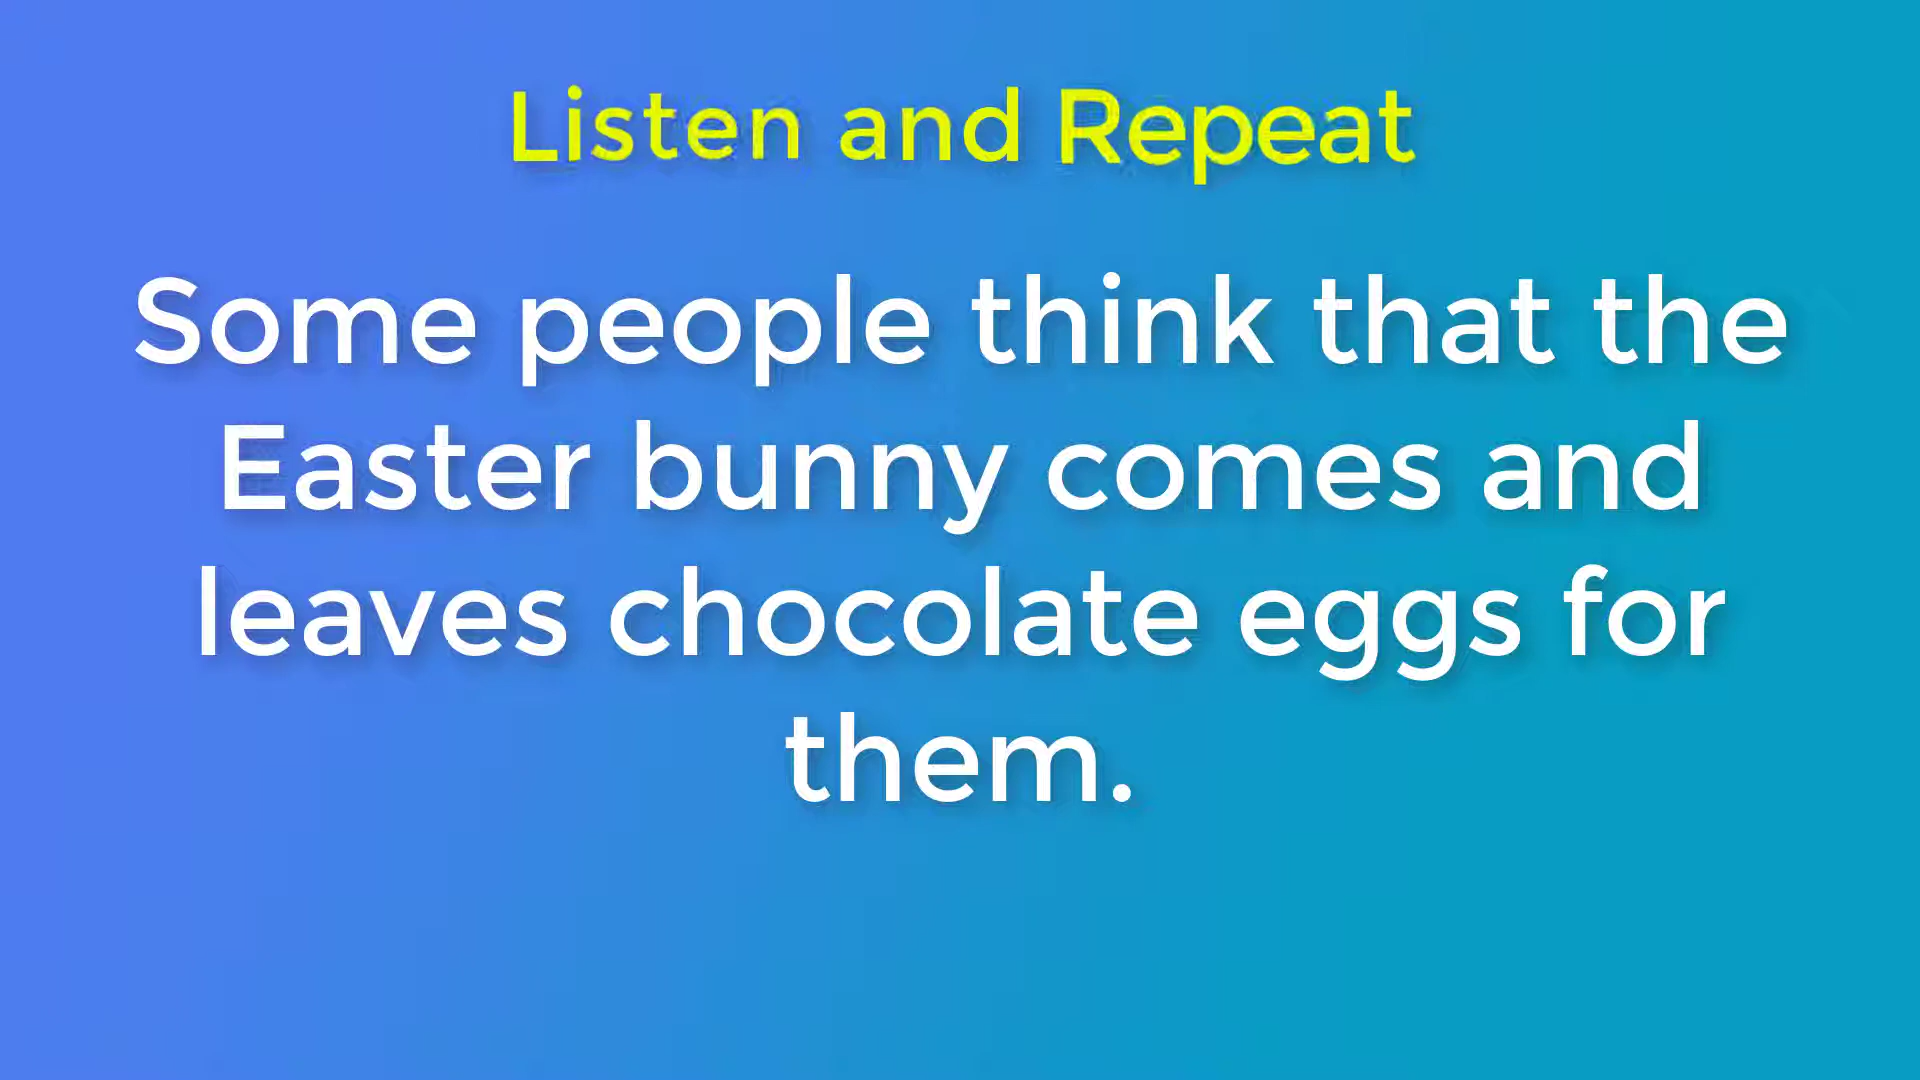 Listen and Repeat
Some people think that the
Easter bunny comes and
leaves chocolate eggs for
them.